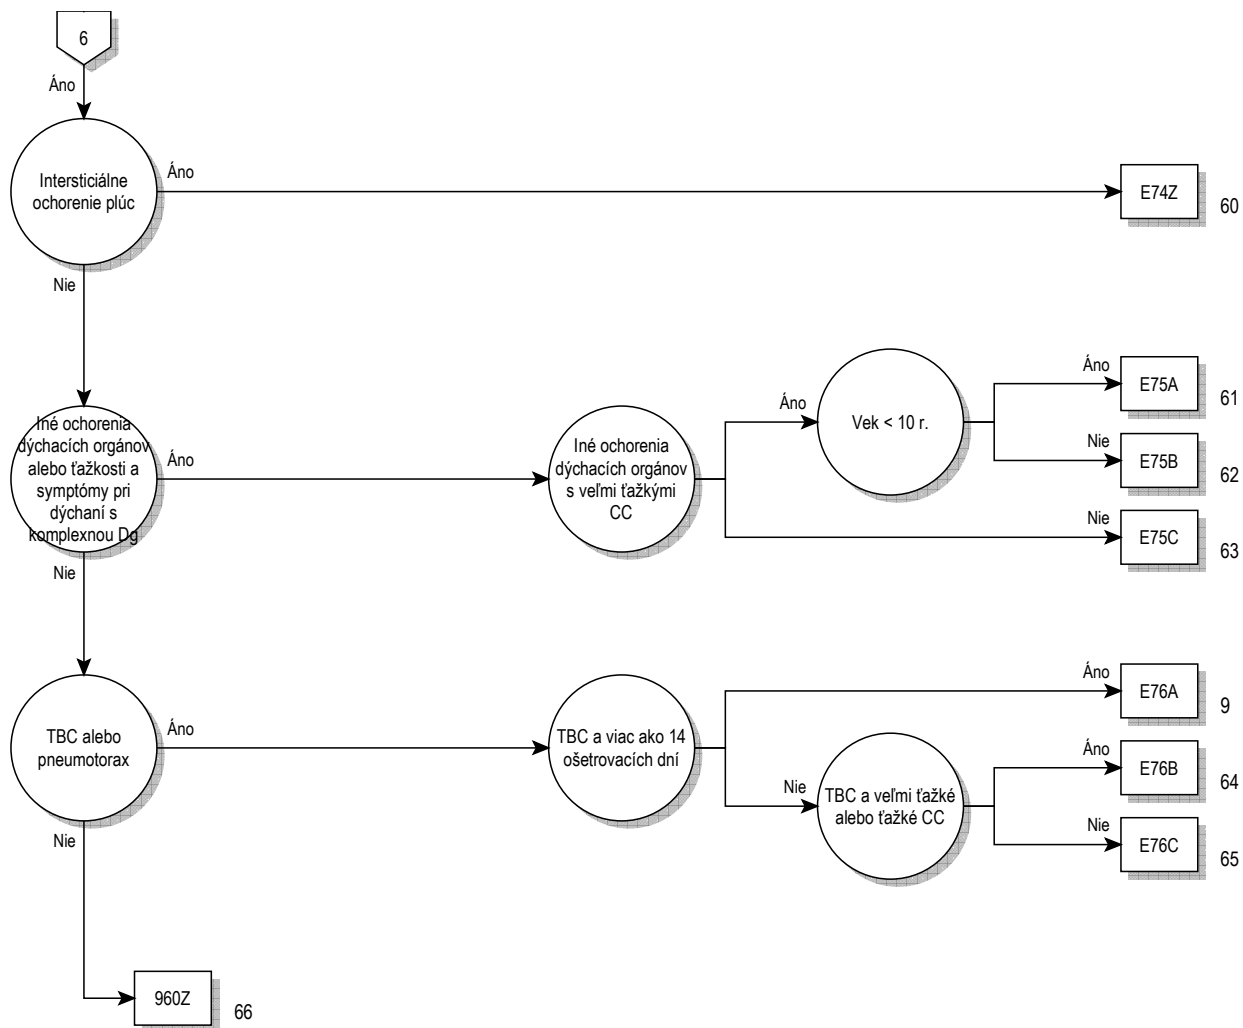 6
Áno
Intersticiálne
ochorenie plúc
Áno
E74Z
60
Nie
Iné ochorenia
dýchacích orgánov
alebo ťažkosti a
symptómy pri
dýchaní s
komplexnou Dg
Áno
Iné ochorenia
dýchacích orgánov
s veľmi ťažkými
CC
Áno
Vek < 10 r.
Áno
E75A
61
Nie
E75B
62
Nie
E75C
63
Nie
TBC alebo
pneumotorax
Áno
TBC a viac ako 14
ošetrovacích dní
Áno
E76A
9
Nie
TBC a veľmi ťažké
alebo ťažké CC
Áno
E76B
64
Nie
E76C
65
Nie
960Z
66